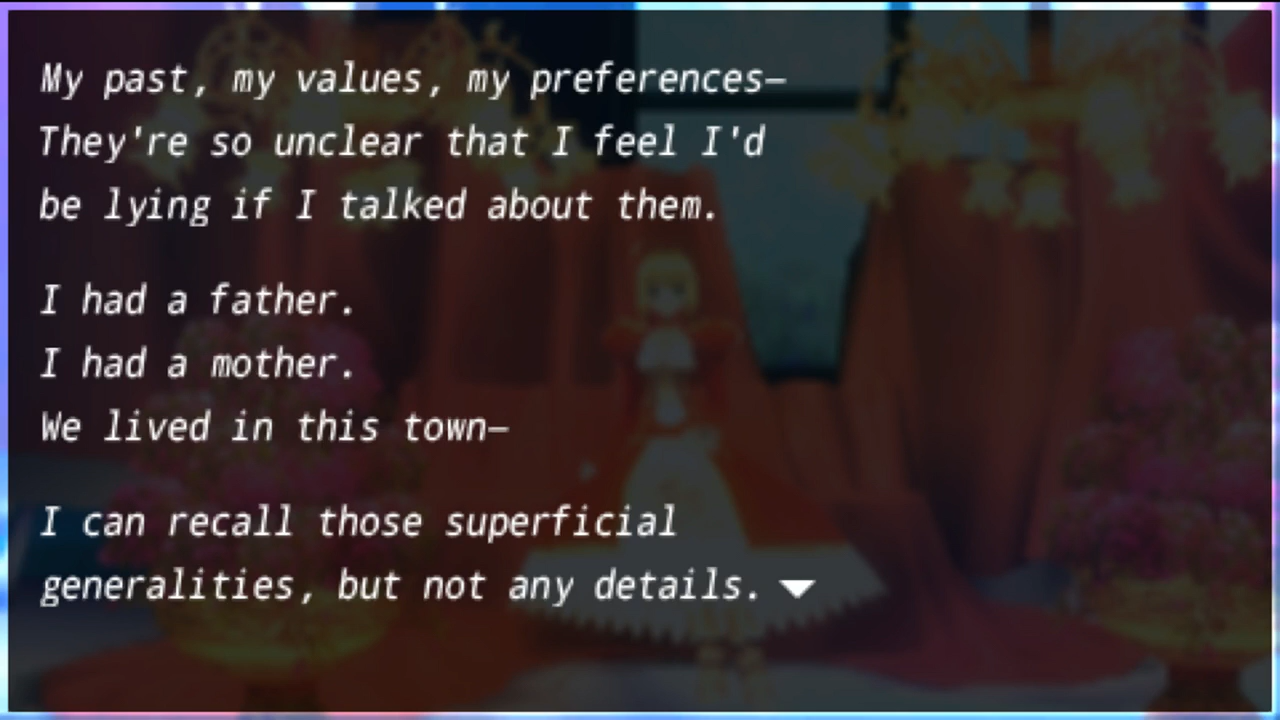 My past, my values, my preferences—
They're so unclear that I feel I'd
be lying if I talked about them.
I had a father.
I had a mother.
We lived in this town—
I can recall those superficial
generalities, but not any details.